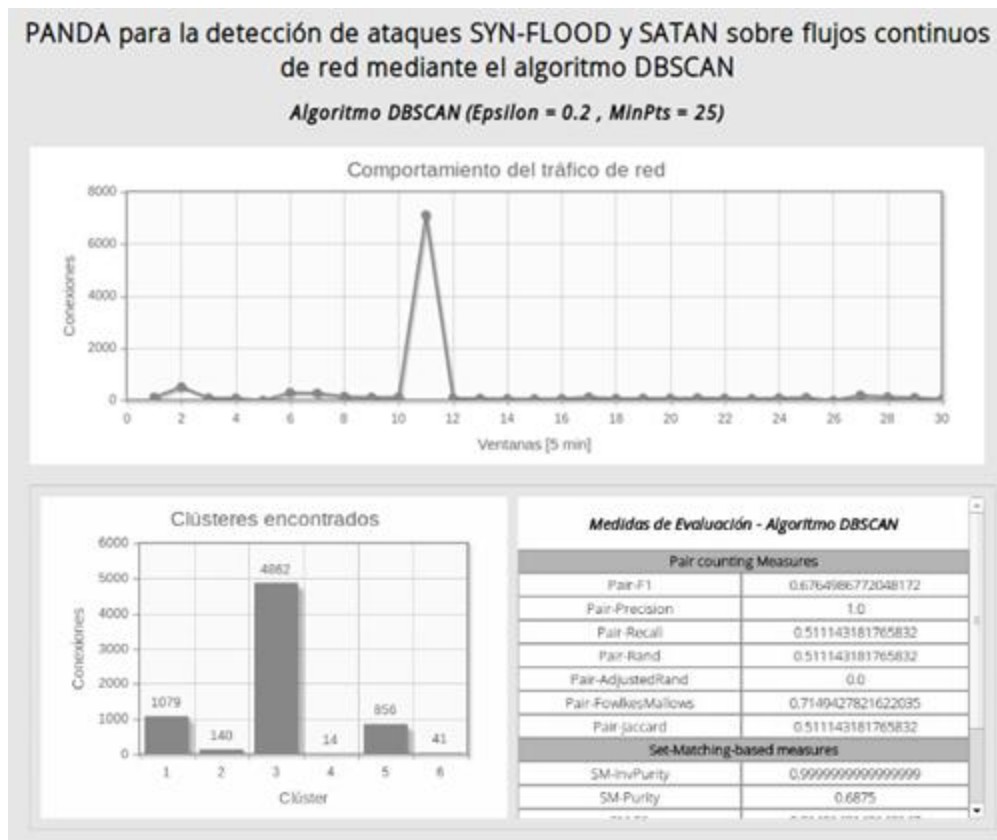 PANDA para la detección de ataques SYN-FLOOD y SATAN sobre flujos continuos
de red mediante el algoritmo DBSCAN
Algoritmo DBSCAN (Epsilon = 0.2 , MinPts = 25)
Comportamiento del tráfico de red
8000
6000
4000
2000
0
Conexiones
0 2 4 6 8 10 12 14 16 18 20 22 24 26 28 30
Ventanas [5 min]
Clústeres encontrados
6000
5000
4000
3000
2000
1000
0
Conexiones
1079 140 4862 14 856 41
1 2 3 4 5 6
Clúster
Medidas de Evaluación - Algoritmo DBSCAN
Pair counting Measures
Pair-F1 0.6764986772048172
Pair-Precision 1.0
Pair-Recall 0.511143181765832
Pair-Rand 0.511143181765832
Pair-AdjustedRand 0.0
Pair-FowlkesMallows 0.7149427821622035
Pair-Jaccard 0.511143181765832
Set-Matching-based measures
SM-InvPurity 0.9999999999999999
SM-Purity 0.6875